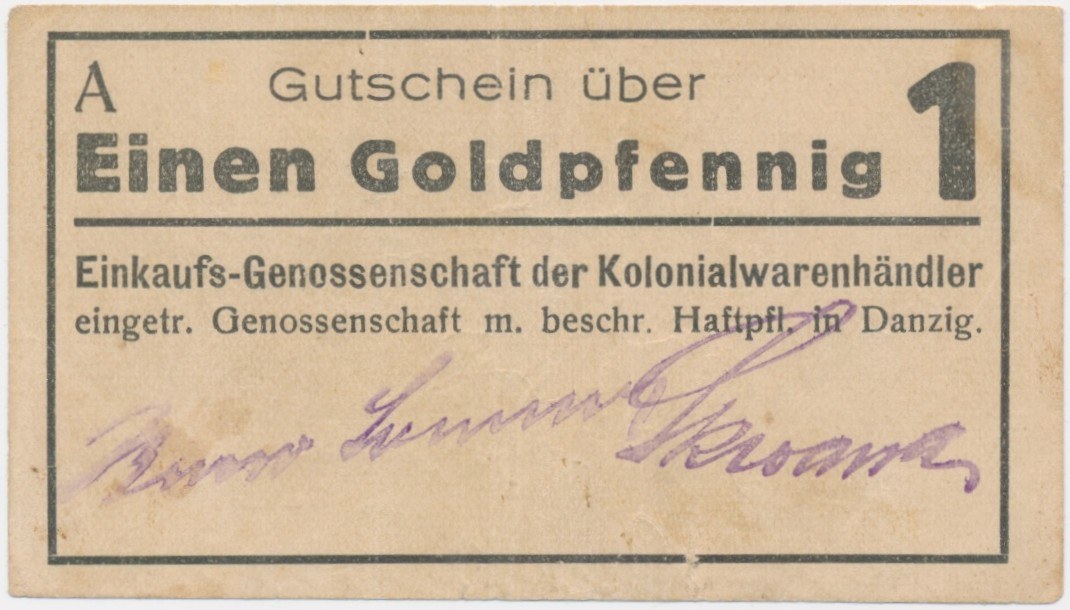 A Gutschein über 1
Einen Goldpfennig
Einkaufs-Genossenschaft der Kolonialwarenhändler
eingetr. Genossenschaft m. beschr. Haftpfl. in Danzig.